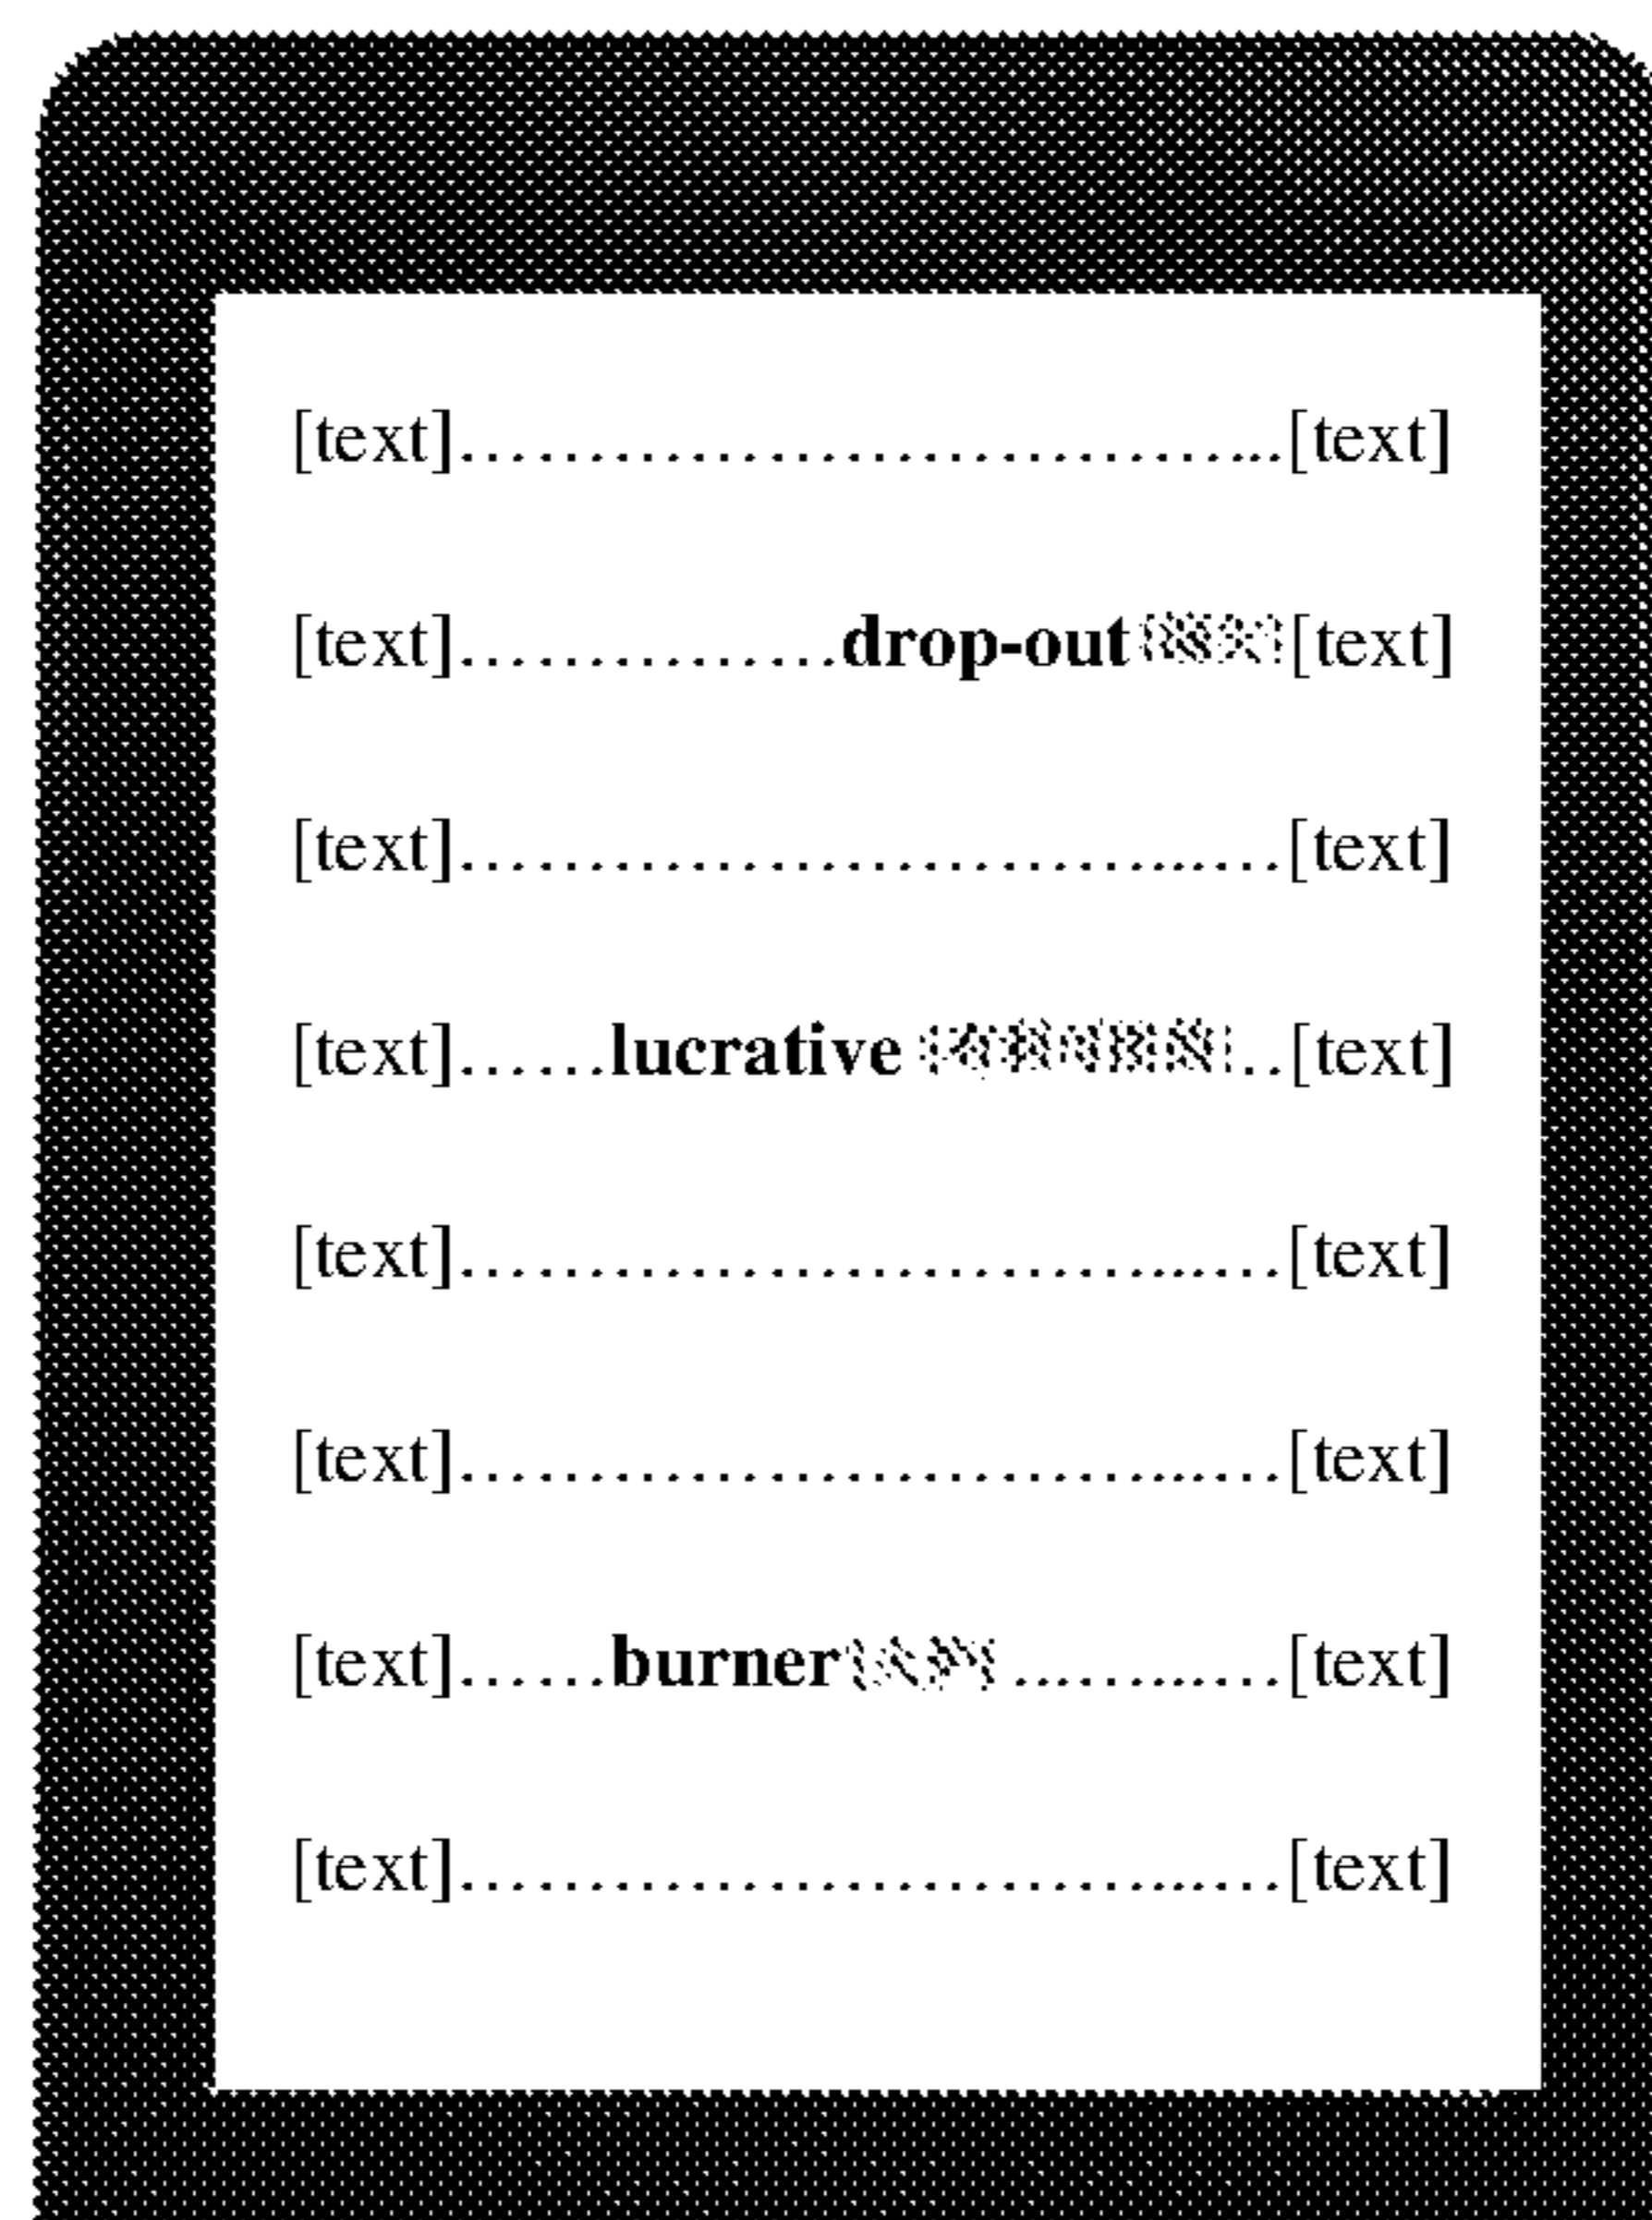 [text]......................................[text]
[text]...............drop-out [text]
[text]......................................[text]
[text]......lucrative ..[text]
[text]......................................[text]
[text]......................................[text]
[text]......burner ...........[text]
[text]......................................[text]